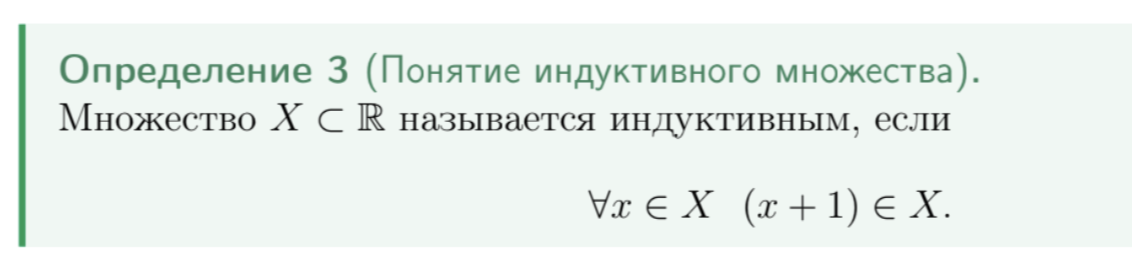 Определение 3 (Понятие индуктивного множества).
Множество X ⊂ ℝ называется индуктивным, если
∀x ∈ X (x + 1) ∈ X.